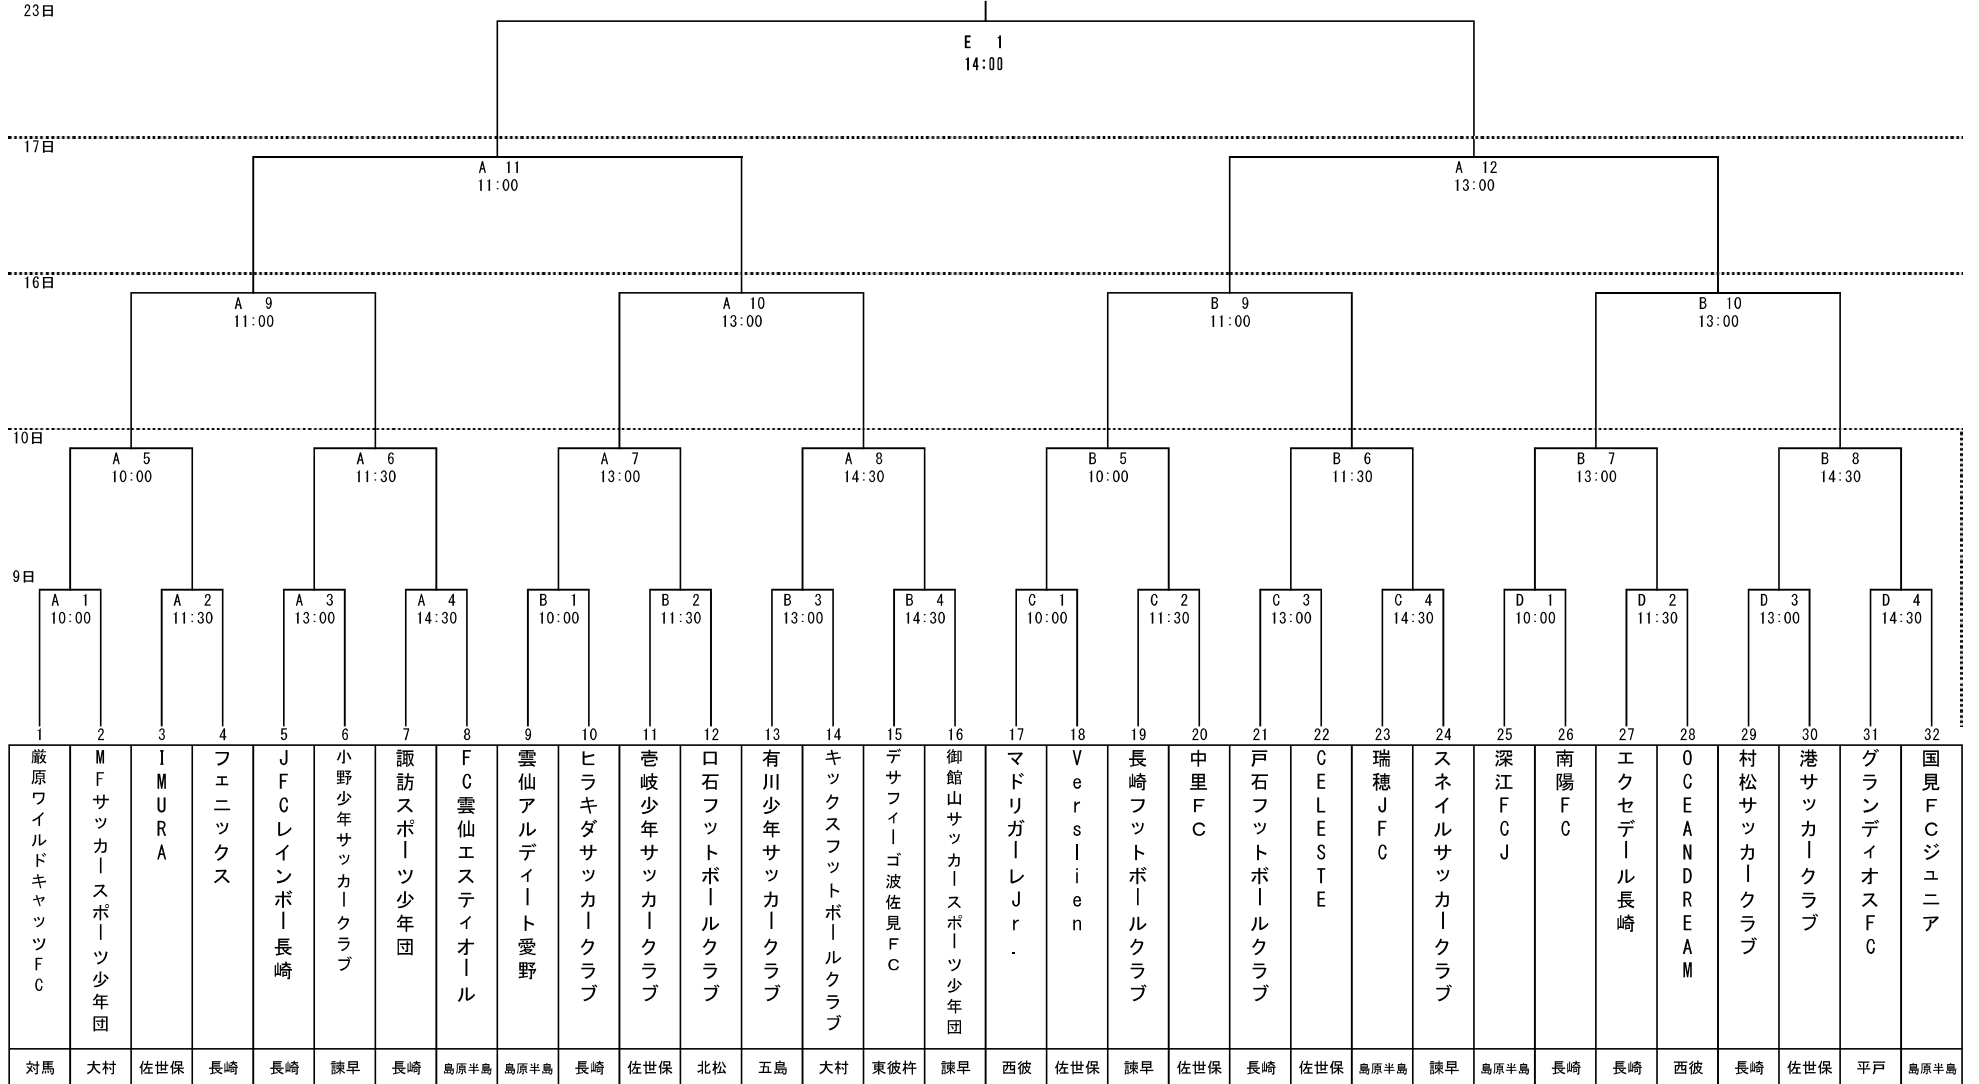 23日
E 1
14:00
17日
A 11
11:00
A 12
13:00
16日
A 9
11:00
A 10
13:00
B 9
11:00
B 10
13:00
10日
A 5
10:00
A 6
11:30
A 7
13:00
A 8
14:30
B 5
10:00
B 6
11:30
B 7
13:00
B 8
14:30
9日
A 1
10:00
A 2
11:30
A 3
13:00
A 4
14:30
B 1
10:00
B 2
11:30
B 3
13:00
B 4
14:30
C 1
10:00
C 2
11:30
C 3
13:00
C 4
14:30
D 1
10:00
D 2
11:30
D 3
13:00
D 4
14:30
1
厳原ワイルドキャッツFC
対馬
2
MFサッカースポーツ少年団
大村
3
IMURA
佐世保
4
フェニックス
長崎
5
JFCレインボー長崎
長崎
6
小野少年サッカークラブ
諫早
7
諏訪スポーツ少年団
長崎
8
FC雲仙エスティオール
島原半島
9
雲仙アルディート愛野
島原半島
10
ヒラキダサッカークラブ
長崎
11
壱岐少年サッカークラブ
佐世保
12
口石フットボールクラブ
北松
13
有川少年サッカークラブ
五島
14
キックスフットボールクラブ
大村
15
デサフィーゴ波佐見FC
東彼杵
16
御館山サッカースポーツ少年団
諫早
17
マドリガーレJr.
西彼
18
Verslien
佐世保
19
長崎フットボールクラブ
諫早
20
中里FC
佐世保
21
戸石フットボールクラブ
長崎
22
CELESTE
佐世保
23
瑞穂JFC
島原半島
24
スネイルサッカークラブ
諫早
25
深江FCJ
島原半島
26
南陽FC
長崎
27
エクセデール長崎
長崎
28
OCEANDREAM
西彼
29
村松サッカークラブ
長崎
30
港サッカークラブ
佐世保
31
グランディオスFC
平戸
32
国見FCジュニア
島原半島